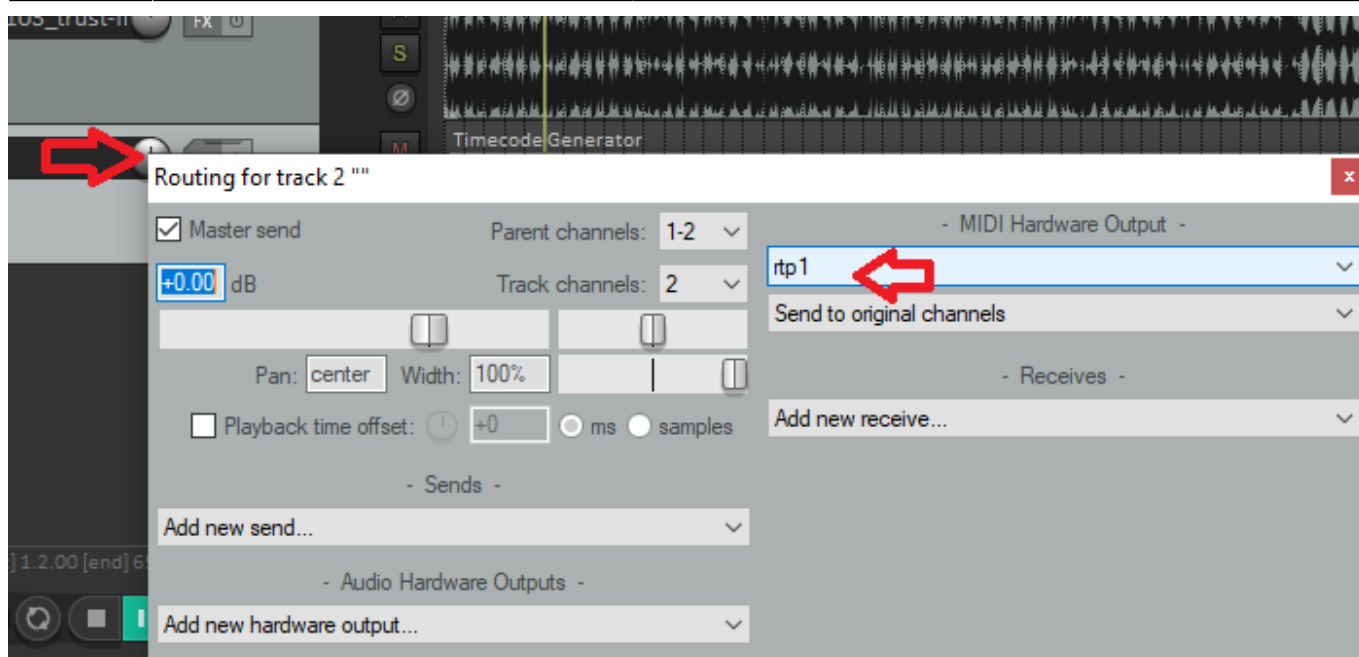 FX
S
M
Timecode Generator
Routing for track 2 ""
x
Master send
Parent channels: 1-2
- MIDI Hardware Output -
+0.00 dB
Track channels: 2
rtp1
Send to original channels
Pan: center Width: 100%
- Receives -
Playback time offset: +0 ms samples
Add new receive...
- Sends -
Add new send...
1.2.00 [end]
- Audio Hardware Outputs -
Add new hardware output...